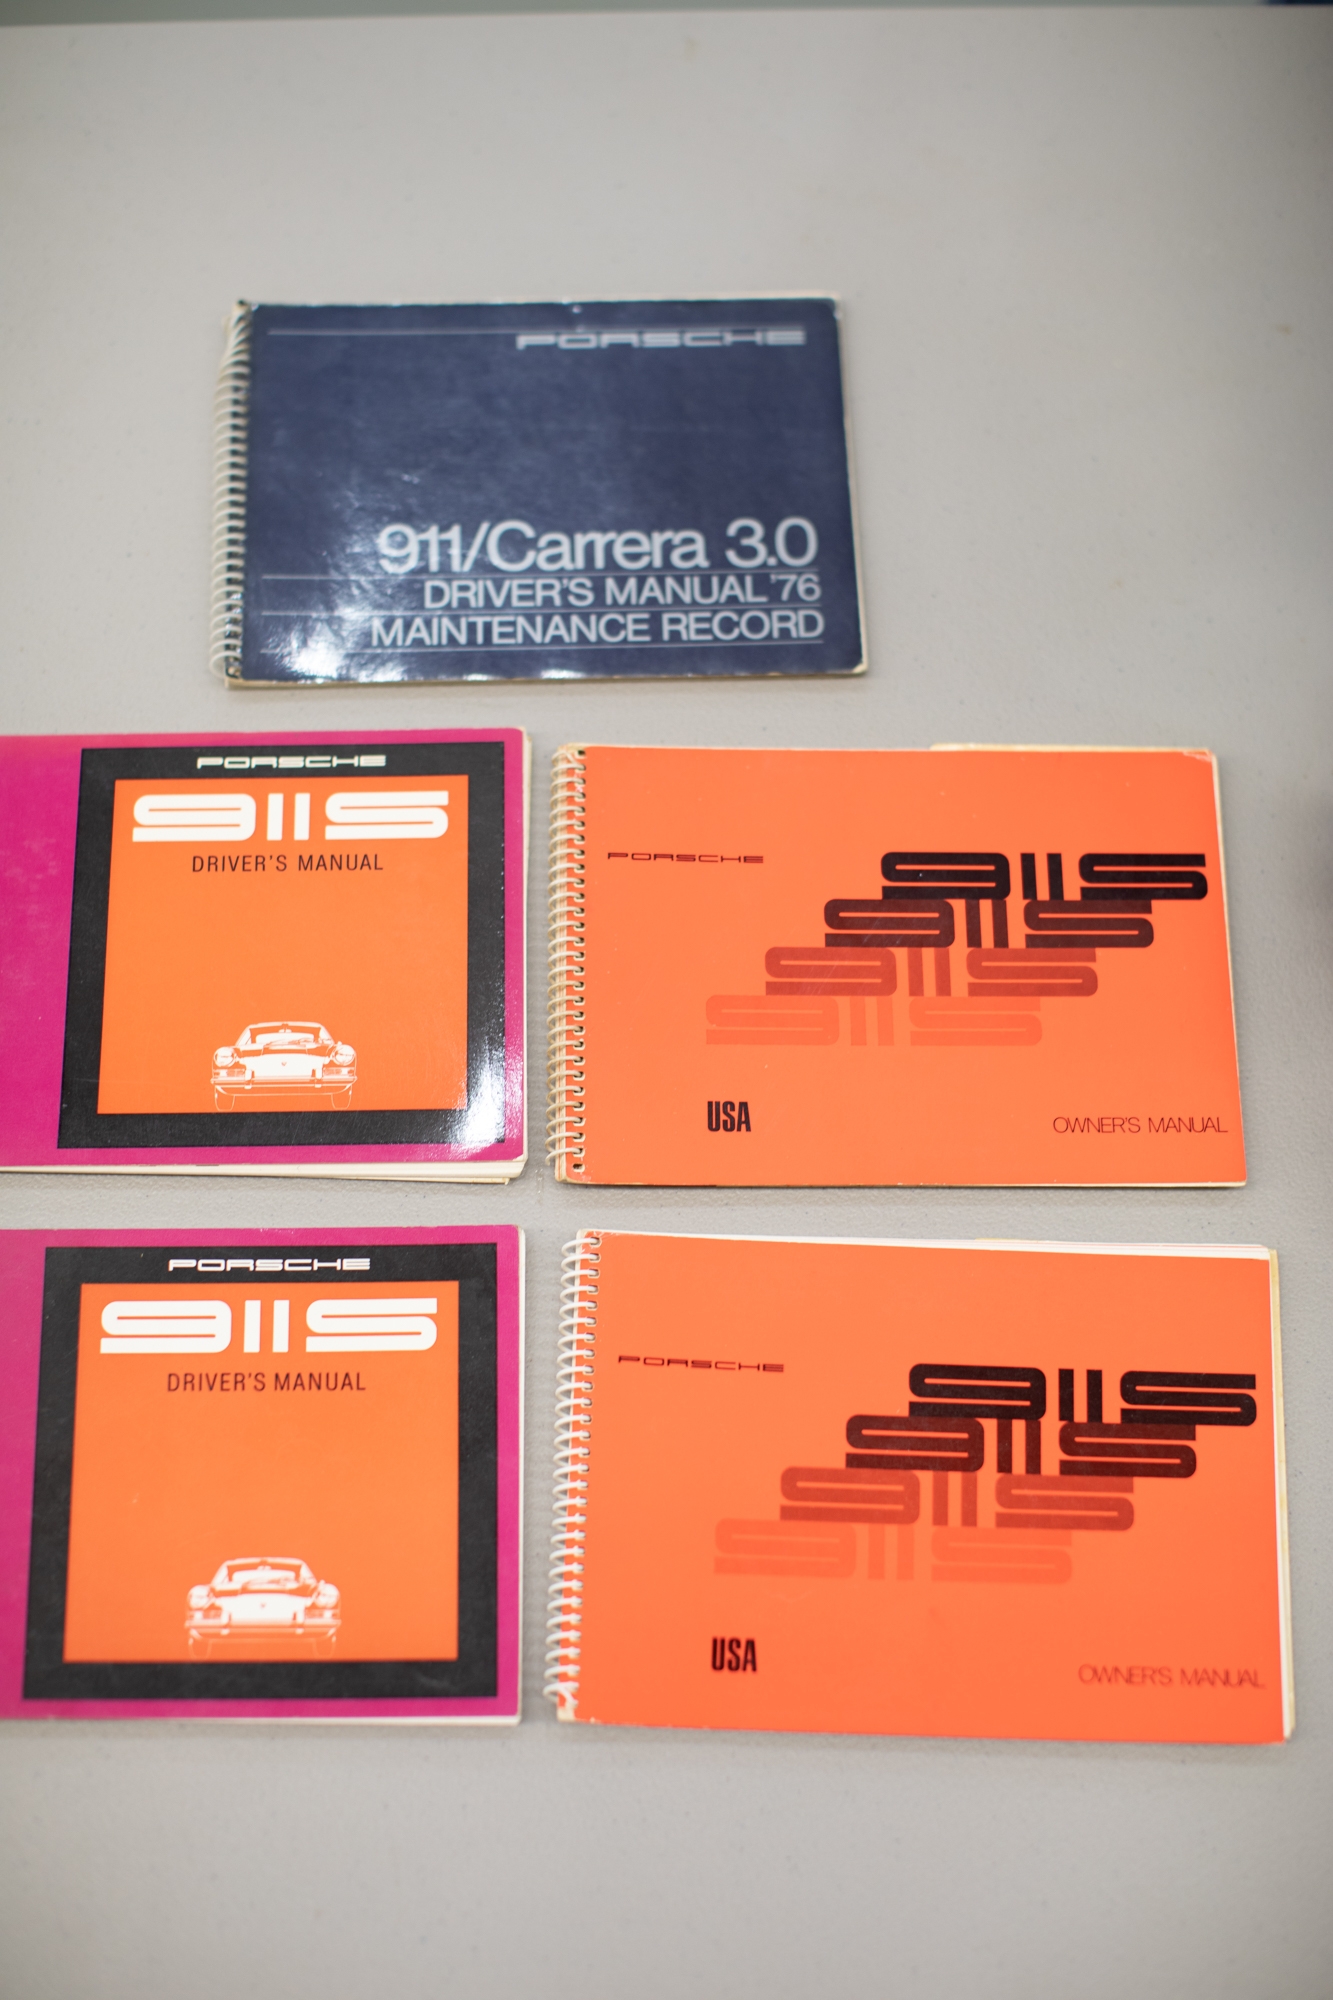 PORSCHE
911/Carrera 3.0
DRIVER'S MANUAL '76
MAINTENANCE RECORD
PORSCHE
911S
DRIVER'S MANUAL
PORSCHE
911S
911S
911S
911S
USA
OWNER'S MANUAL
PORSCHE
911S
DRIVER'S MANUAL
PORSCHE
911S
911S
911S
911S
USA
OWNER'S MANUAL